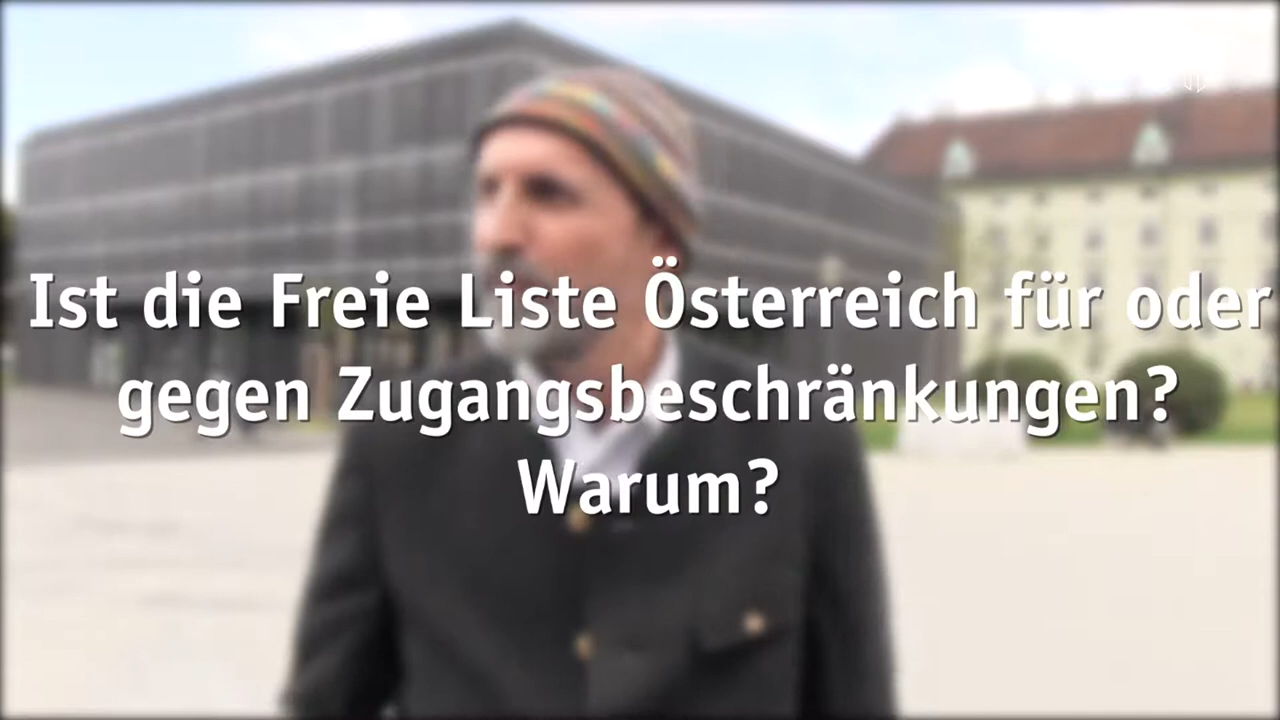 Ist die Freie Liste Österreich für oder
gegen Zugangsbeschränkungen?
Warum?